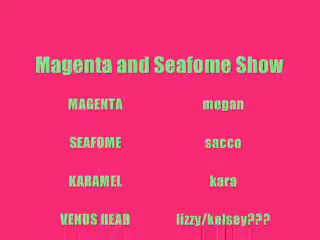 Magenta and Seafome Show
MAGENTA megan
SEAFOME sacco
KARAMEL kara
VENUS HEAD lizzy/kelsey???